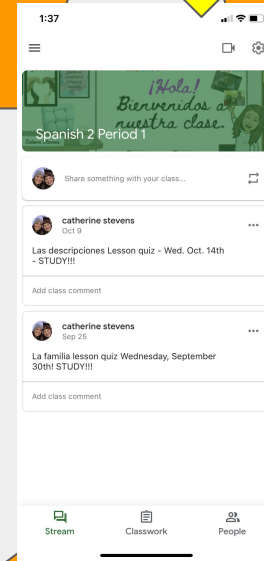 1:37
¡Hola!
Bienvenidos a
nuestra clase.
Spanish 2 Period 1
Share something with your class...
catherine stevens
Oct 9
Las descripciones Lesson quiz - Wed. Oct. 14th
- STUDY!!!
Add class comment
catherine stevens
Sep 25
La familia lesson quiz Wednesday, September
30th! STUDY!!!
Add class comment
Stream Classwork People